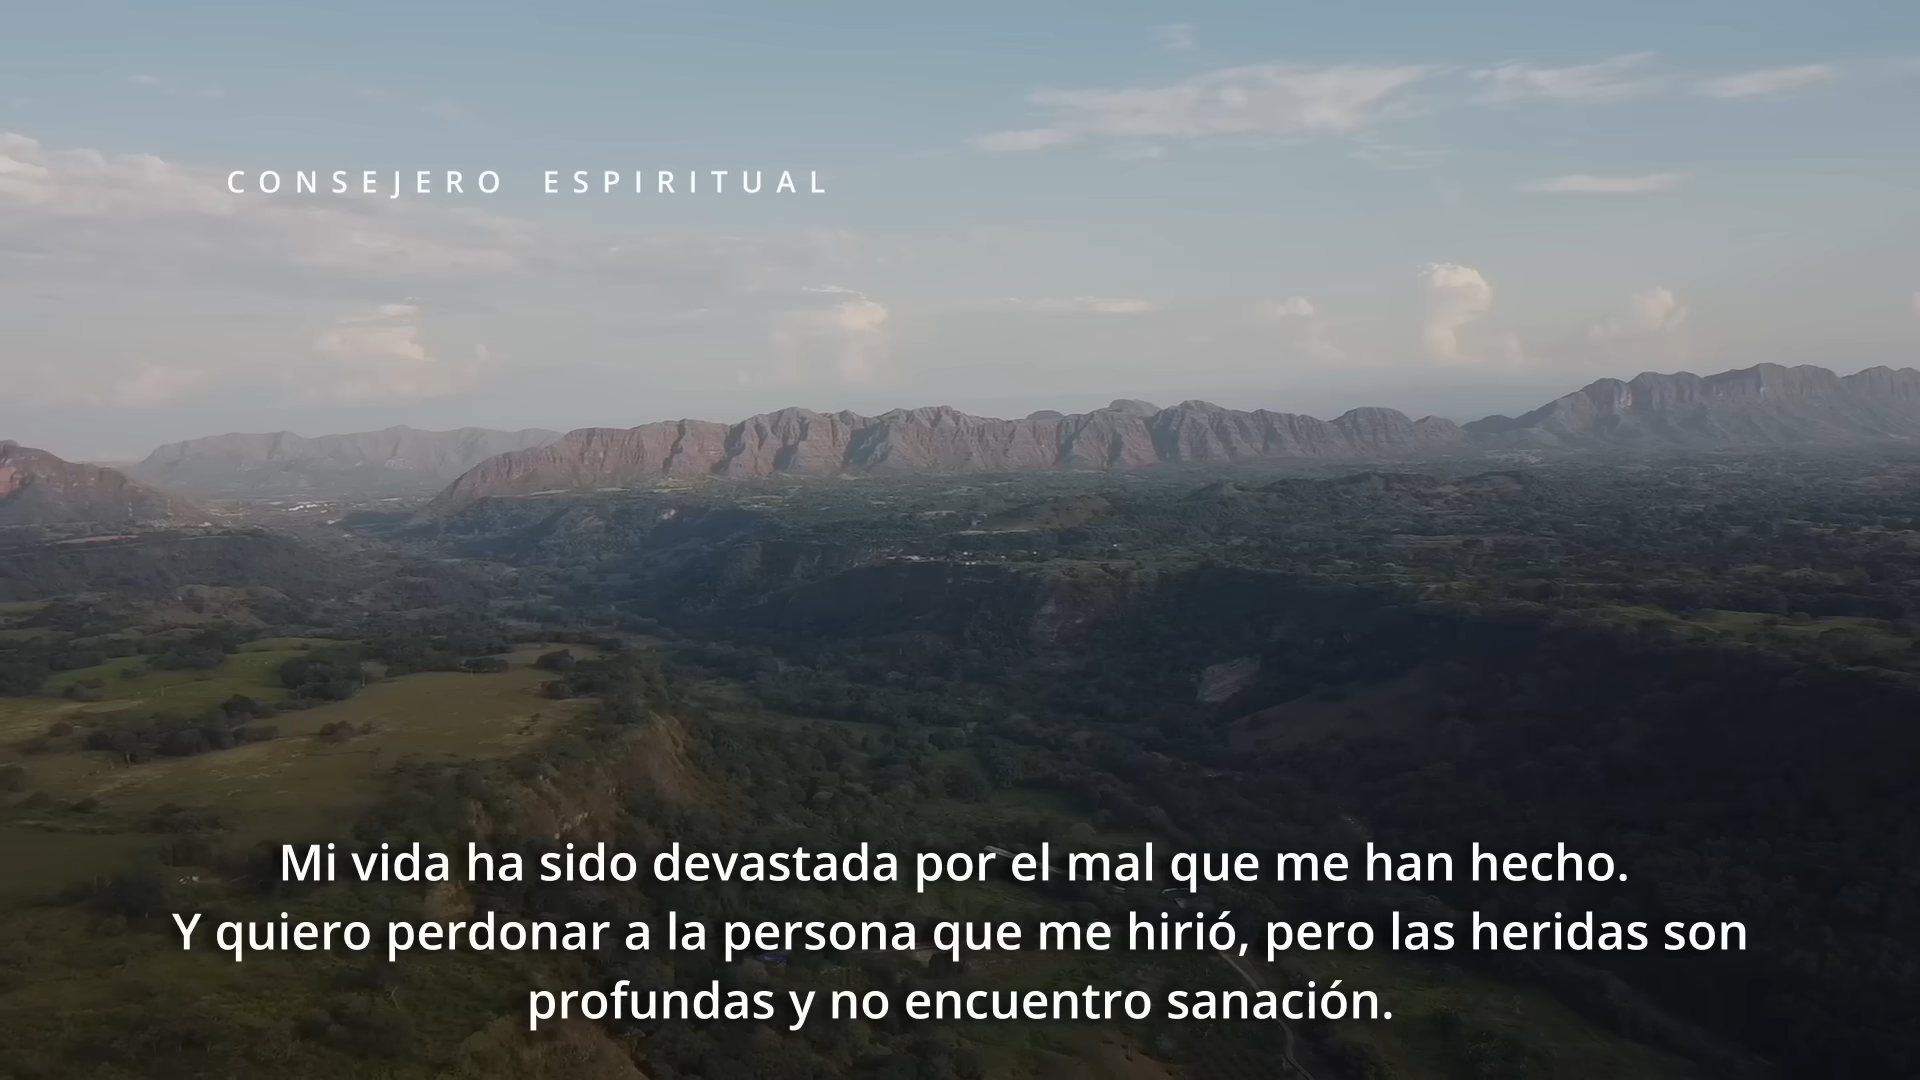 CONSEJERO ESPIRITUAL
Mi vida ha sido devastada por el mal que me han hecho.
Y quiero perdonar a la persona que me hirió, pero las heridas son
profundas y no encuentro sanación.